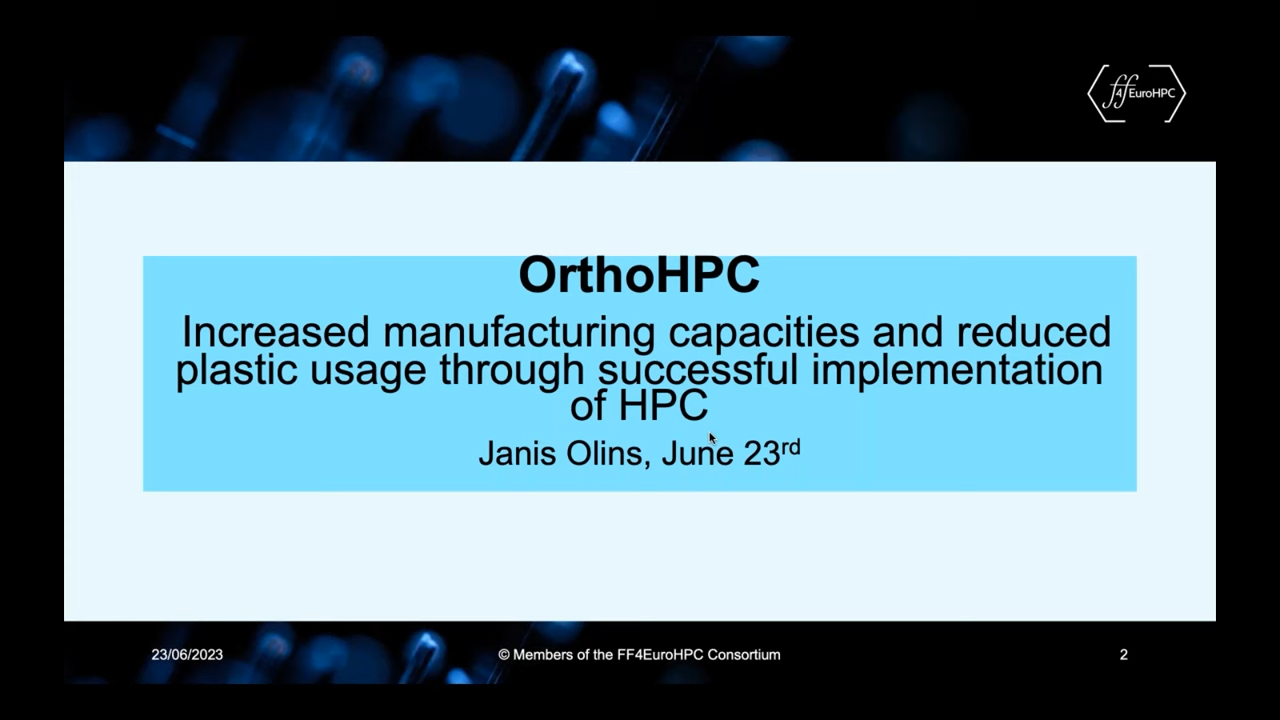 ff4EuroHPC
OrthoHPC
Increased manufacturing capacities and reduced
plastic usage through successful implementation
of HPC
Janis Olins, June 23rd
23/06/2023
© Members of the FF4EuroHPC Consortium
2